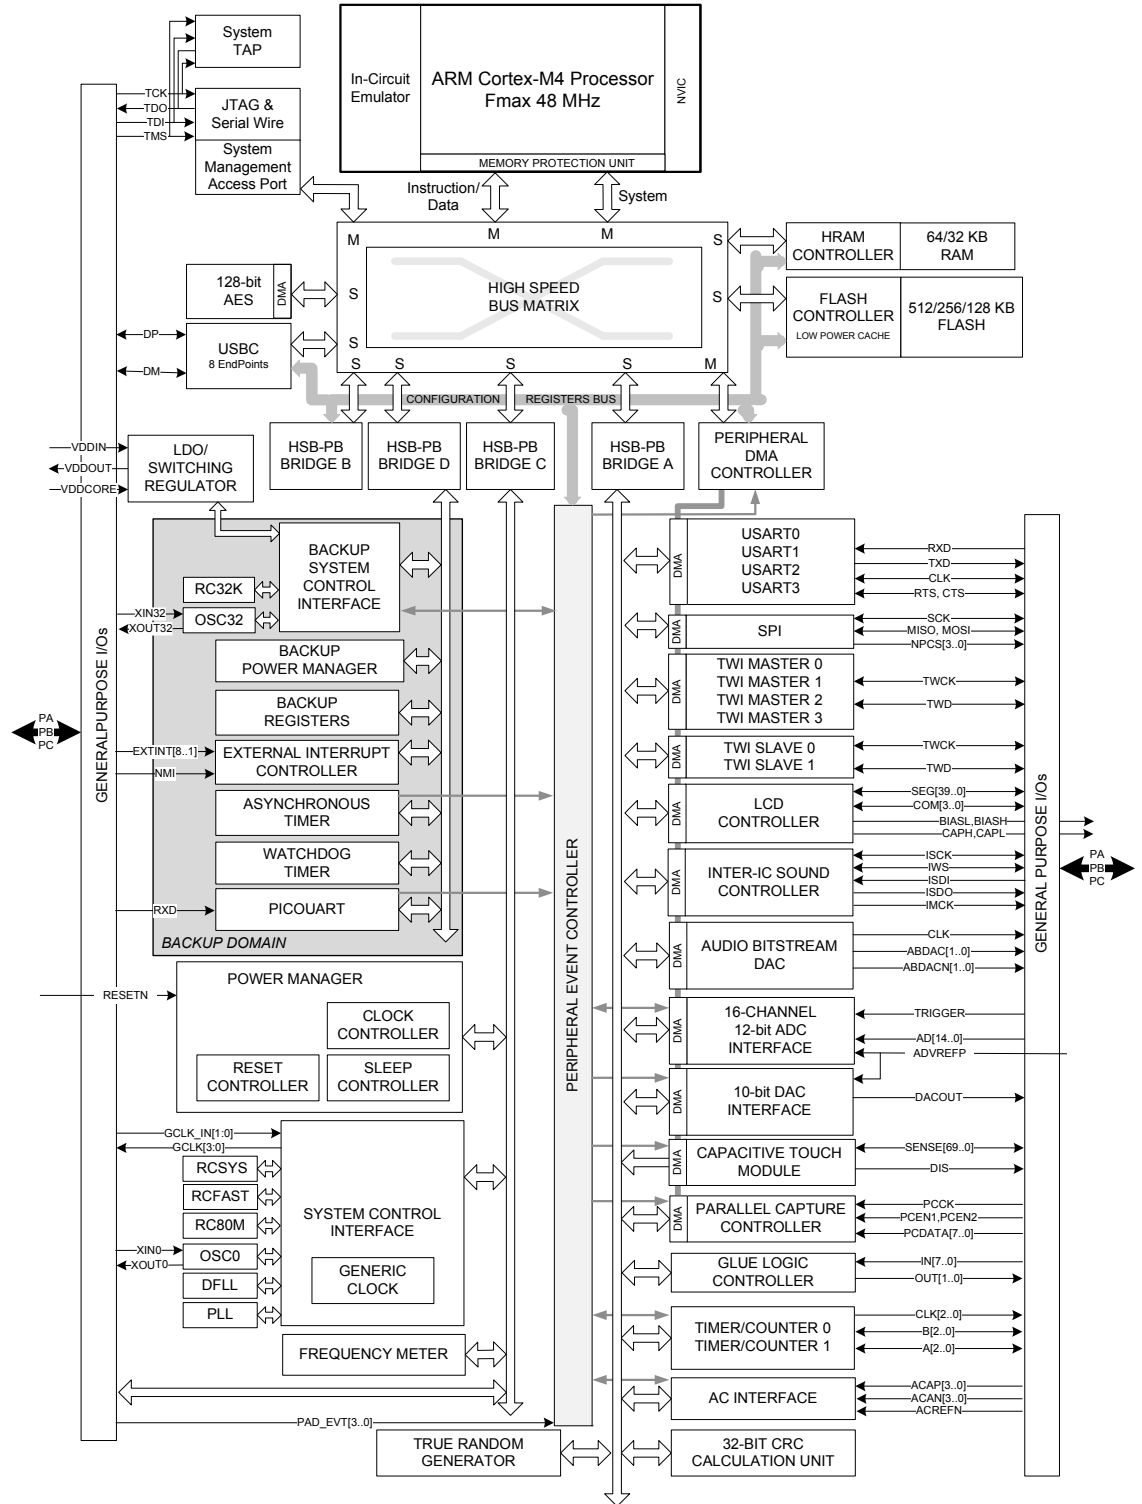 System
TAP
In-Circuit
Emulator
ARM Cortex-M4 Processor
Fmax 48 MHz
NVIC
MEMORY PROTECTION UNIT
TCK
TDO
TDI
TMS
JTAG &
Serial Wire
System
Management
Access Port
Instruction/
Data
System
M
M
M
S
HRAM
CONTROLLER
64/32 KB
RAM
128-bit
AES
DMA
S
HIGH SPEED
BUS MATRIX
S
FLASH
CONTROLLER
LOW POWER CACHE
512/256/128 KB
FLASH
DP
DM
USBC
8 EndPoints
S
S
S
S
S
M
CONFIGURATION
REGISTERS BUS
VDDIN
VDDOUT
VDDCORE
LDO/
SWITCHING
REGULATOR
HSB-PB
BRIDGE B
HSB-PB
BRIDGE D
HSB-PB
BRIDGE C
HSB-PB
BRIDGE A
PERIPHERAL
DMA
CONTROLLER
GENERALPURPOSE I/Os
PA
PB
PC
BACKUP
SYSTEM
CONTROL
INTERFACE
RC32K
OSC32
XIN32
XOUT32
BACKUP
POWER MANAGER
BACKUP
REGISTERS
EXTINT[8..1]
NMI
EXTERNAL INTERRUPT
CONTROLLER
ASYNCHRONOUS
TIMER
WATCHDOG
TIMER
RXD
PICOUART
BACKUP DOMAIN
RESETN
POWER MANAGER
CLOCK
CONTROLLER
RESET
CONTROLLER
SLEEP
CONTROLLER
GCLK_IN[1:0]
GCLK[3:0]
RCSYS
RCFAST
RC80M
XIN0
XOUT0
OSC0
DFLL
PLL
SYSTEM CONTROL
INTERFACE
GENERIC
CLOCK
FREQUENCY METER
PAD_EVT[3..0]
TRUE RANDOM
GENERATOR
PERIPHERAL EVENT CONTROLLER
DMA
USART0
USART1
USART2
USART3
RXD
TXD
CLK
RTS, CTS
DMA
SPI
SCK
MISO, MOSI
NPCS[3..0]
DMA
TWI MASTER 0
TWI MASTER 1
TWI MASTER 2
TWI MASTER 3
TWCK
TWD
DMA
TWI SLAVE 0
TWI SLAVE 1
TWCK
TWD
DMA
LCD
CONTROLLER
SEG[39..0]
COM[3..0]
BIASL,BIASH
CAPH,CAPL
DMA
INTER-IC SOUND
CONTROLLER
ISCK
IWS
ISDI
ISDO
IMCK
DMA
AUDIO BITSTREAM
DAC
CLK
ABDAC[1..0]
ABDACN[1..0]
DMA
16-CHANNEL
12-bit ADC
INTERFACE
TRIGGER
AD[14..0]
ADVREFP
DMA
10-bit DAC
INTERFACE
DACOUT
DMA
CAPACITIVE TOUCH
MODULE
SENSE[69..0]
DIS
DMA
PARALLEL CAPTURE
CONTROLLER
PCCK
PCEN1,PCEN2
PCDATA[7..0]
GLUE LOGIC
CONTROLLER
IN[7..0]
OUT[1..0]
TIMER/COUNTER 0
TIMER/COUNTER 1
CLK[2..0]
B[2..0]
A[2..0]
AC INTERFACE
ACAP[3..0]
ACAN[3..0]
ACREFN
32-BIT CRC
CALCULATION UNIT
GENERAL PURPOSE I/Os
PA
PB
PC